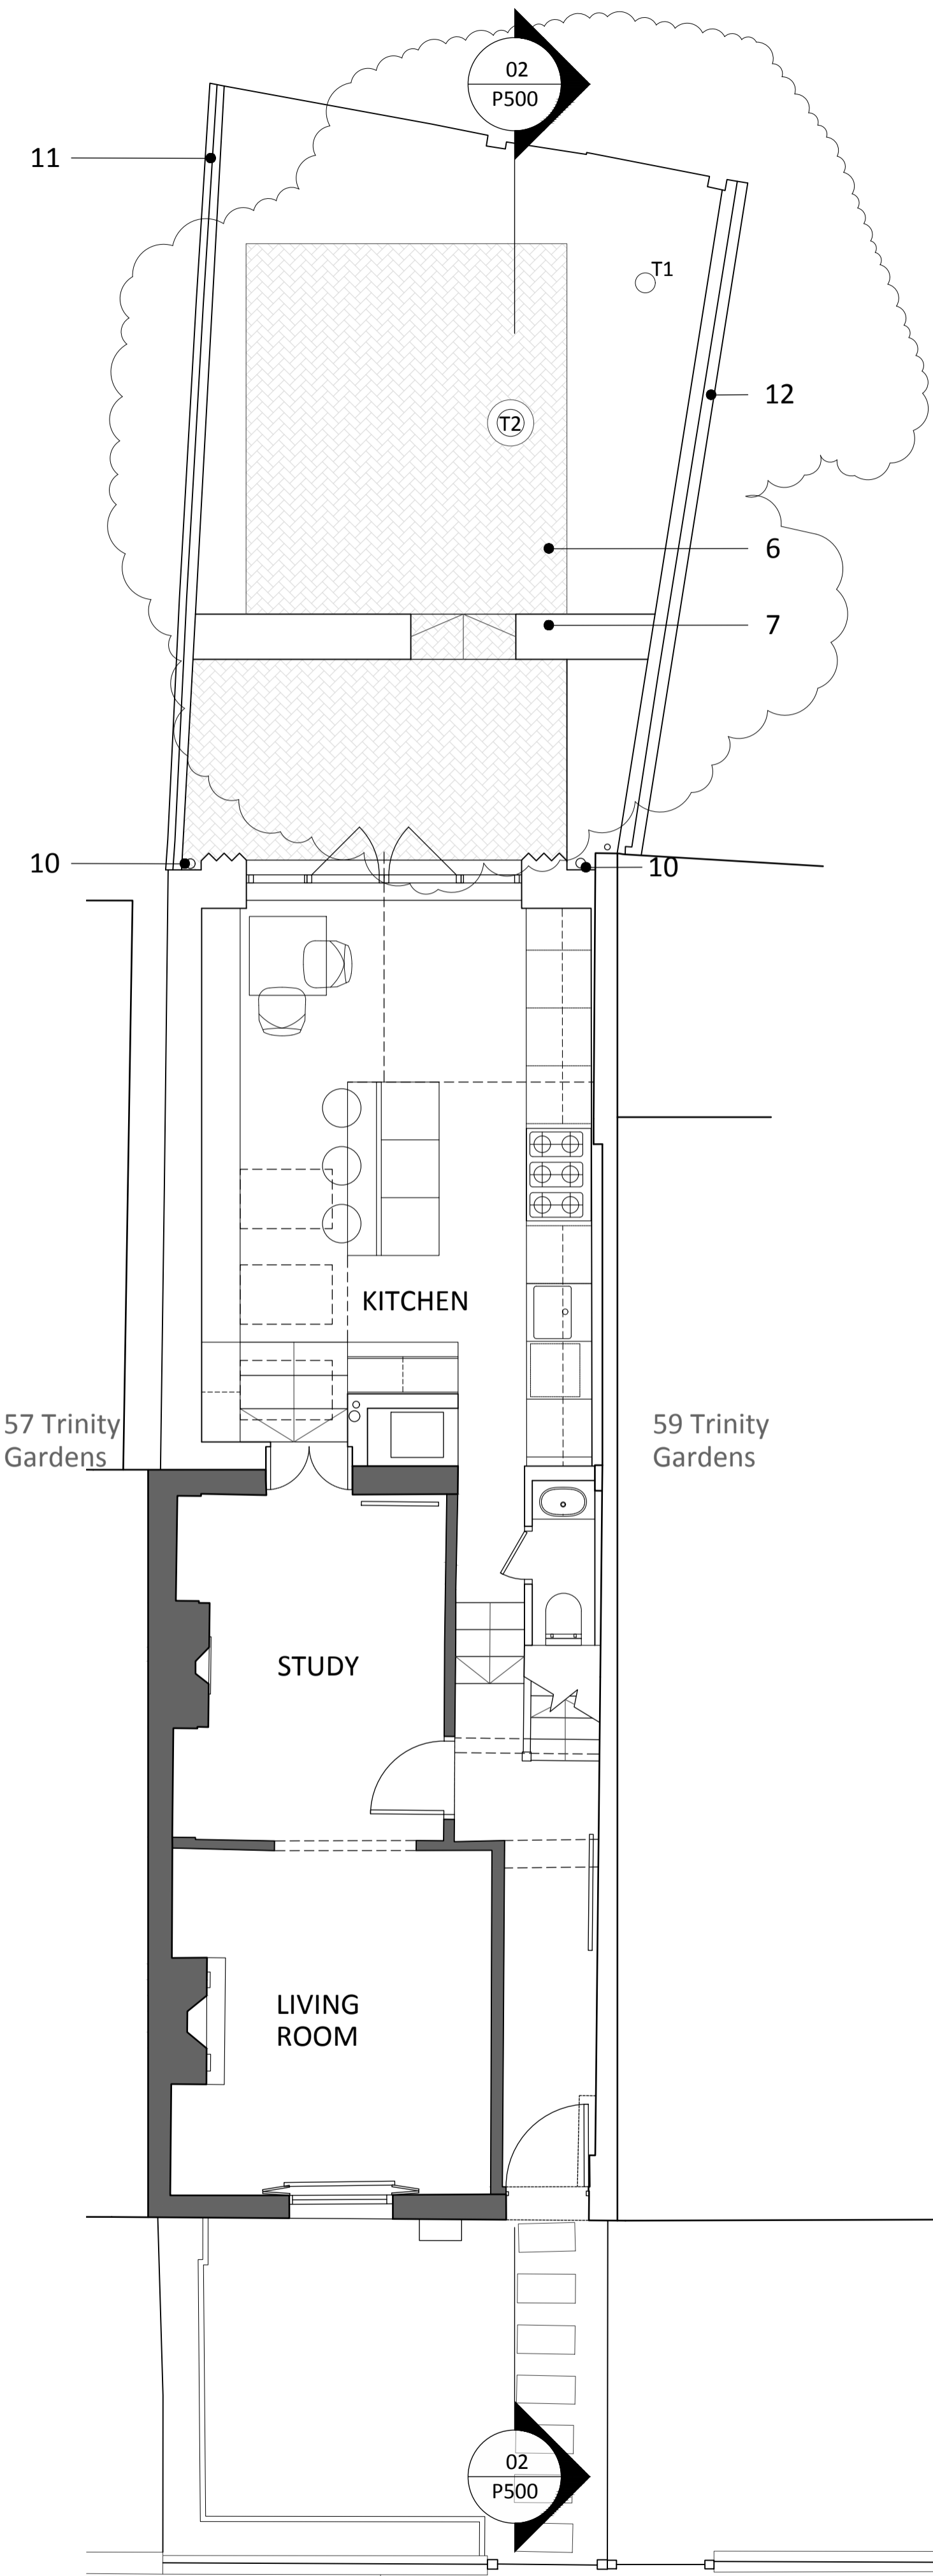 02
P500
11
T1
12
T2
6
7
10
10
KITCHEN
57 Trinity
Gardens
59 Trinity
Gardens
STUDY
LIVING
ROOM
02
P500